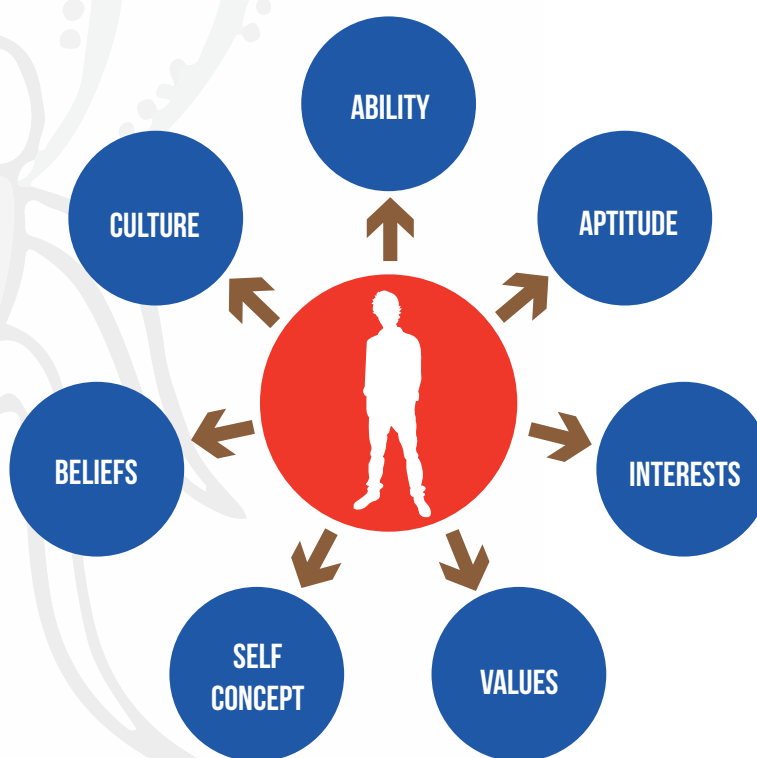 ABILITY
CULTURE
APTITUDE
BELIEFS
INTERESTS
SELF
CONCEPT
VALUES